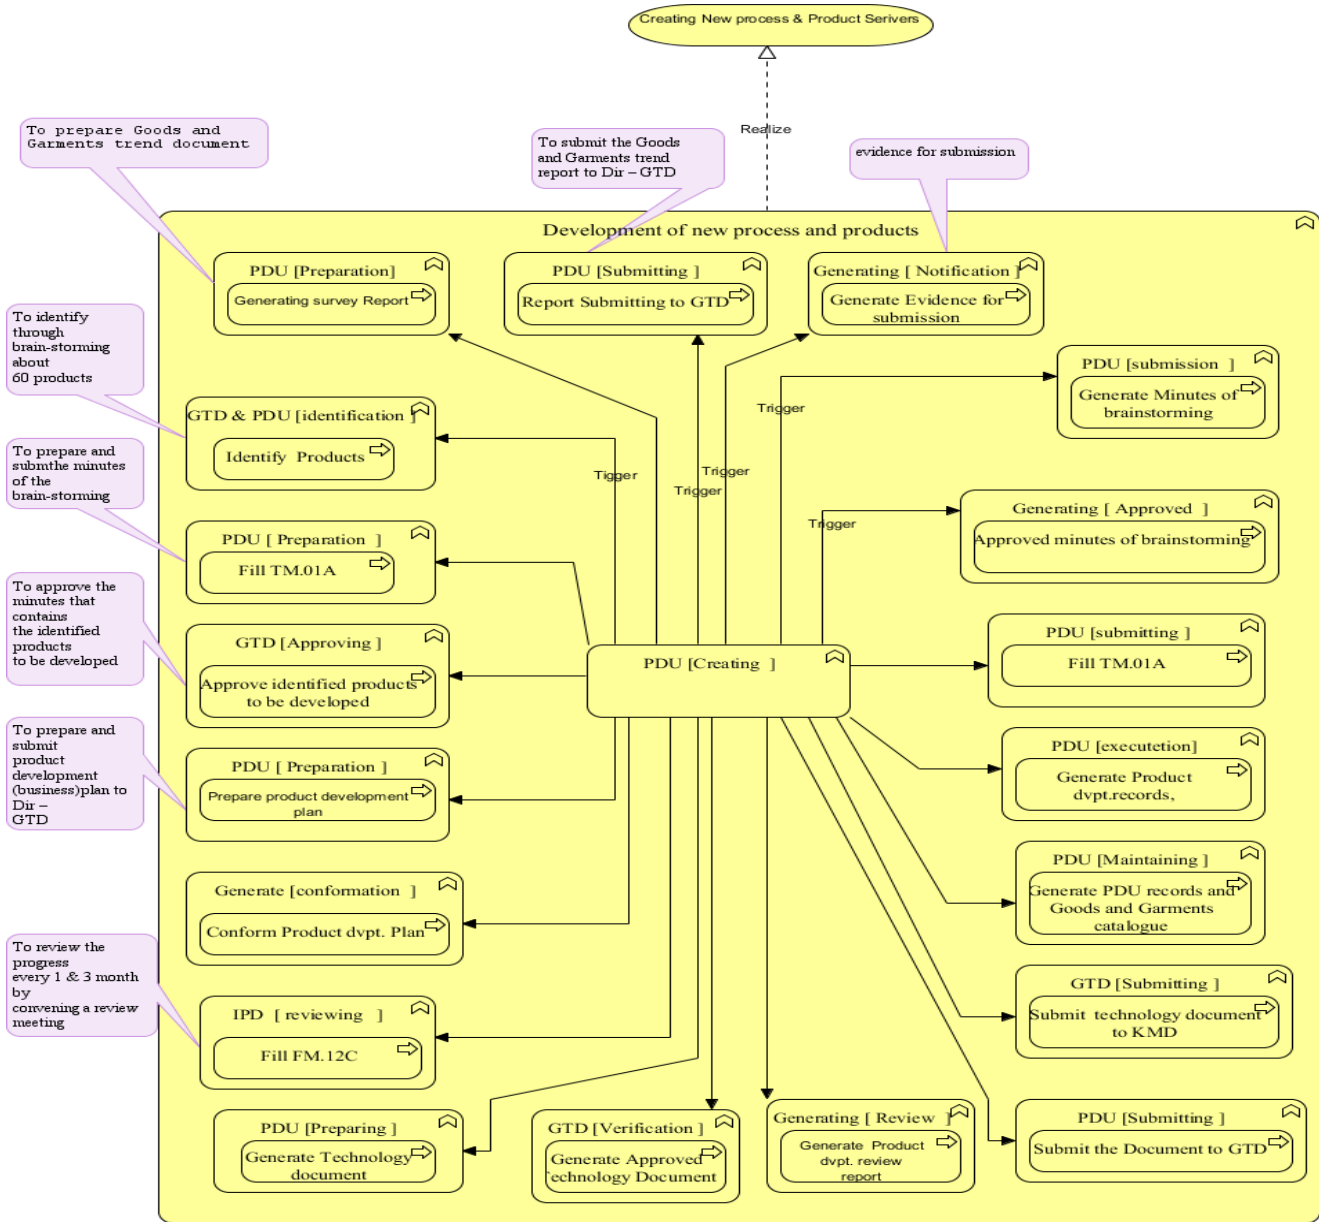 Creating New process & Product Serivers
Realize
To prepare Goods and
Garments trend document
To submit the Goods
and Garments trend
report to Dir – GTD
evidence for submission
Development of new process and products
PDU [Preparation]
Generating survey Report
PDU [Submitting ]
Report Submitting to GTD
Generating [ Notification ]
Generate Evidence for
submission
To identify
through
brain-storming
about
60 products
PDU [submission ]
Generate Minutes of
brainstorming
Trigger
GTD & PDU [identification ]
Identify Products
Tigger
Trigger
Trigger
To prepare and
submthe minutes
of the
brain-storming
Generating [ Approved ]
Approved minutes of brainstorming
Trigger
PDU [ Preparation ]
Fill TM.01A
To approve the
minutes that
contains
the identified
products
to be developed
GTD [Approving ]
Approve identified products
to be developed
PDU [Creating ]
PDU [submitting ]
Fill TM.01A
To prepare and
submit
product
development
(business)plan to
Dir –
GTD
PDU [ Preparation ]
Prepare product development
plan
PDU [executetion]
Generate Product
dvpt.records,
Generate [conformation ]
Conform Product dvpt. Plan
PDU [Maintaining ]
Generate PDU records and
Goods and Garments
catalogue
To review the
progress
every 1 & 3 month
by
convening a review
meeting
IPD [ reviewing ]
Fill FM.12C
GTD [Submitting ]
Submit technology document
to KMD
PDU [Preparing ]
Generate Technology
document
GTD [Verification ]
Generate Approved
Technology Document
Generating [ Review ]
Generate Product
dvpt. review
report
PDU [Submitting ]
Submit the Document to GTD